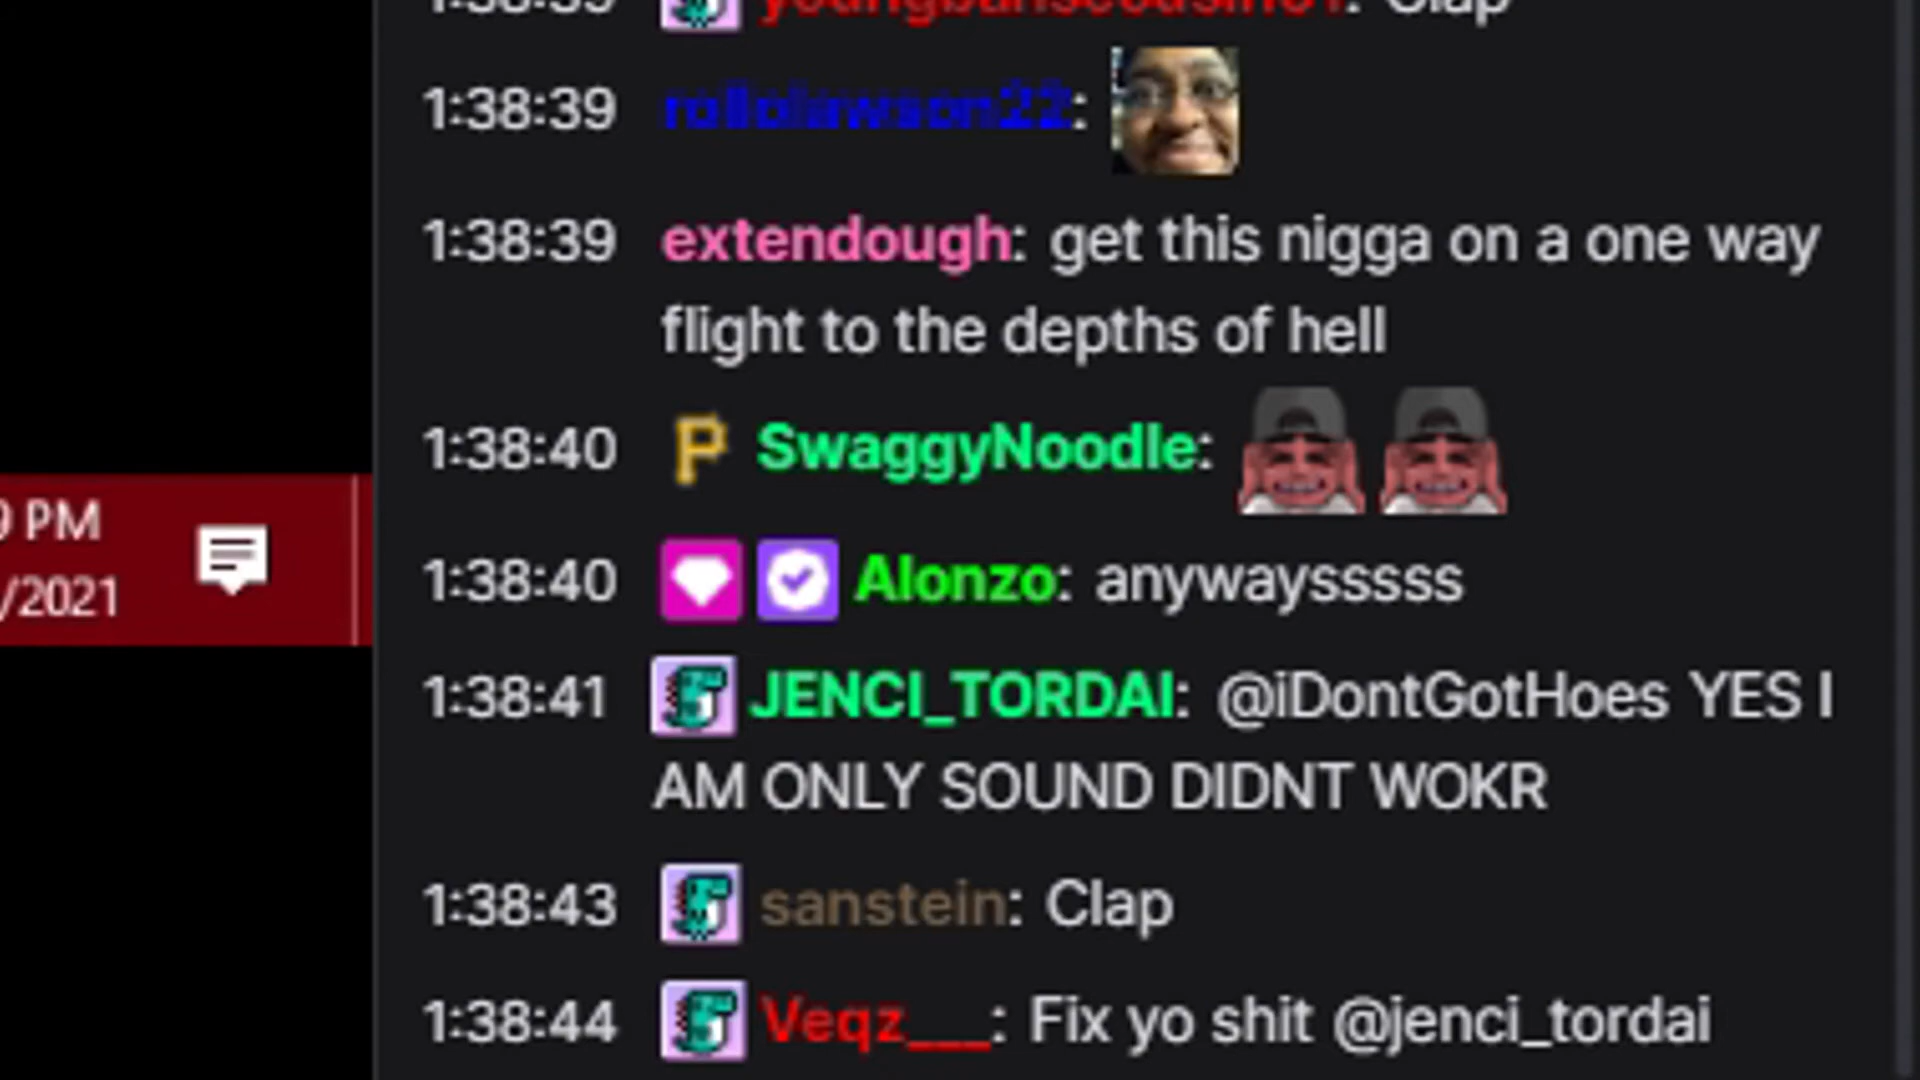 1:38:39 youngbunseousin01: Clap
1:38:39 rollolawson22:
1:38:39 extendough: get this nigga on a one way
flight to the depths of hell
1:38:40 P SwaggyNoodle:
9 PM
1:38:40 Alonzo: anywaysssss
/2021
1:38:41 JENCI_TORDAI: @iDontGotHoes YES I
AM ONLY SOUND DIDNT WOKR
1:38:43 sanstein: Clap
1:38:44 Veqz___: Fix yo shit @jenci_tordai